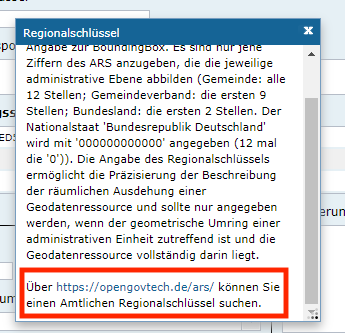 Regionalschlüssel
Angabe zur BoundingBox. Es sind nur jene
Ziffern des ARS anzugeben, die die jeweilige
administrative Ebene abbilden (Gemeinde: alle
12 Stellen; Gemeindeverband: die ersten 9
Stellen; Bundesland: die ersten 2 Stellen. Der
Nationalstaat 'Bundesrepublik Deutschland'
wird mit '000000000000' angegeben (12 mal
die '0')). Die Angabe des Regionalschlüssels
ermöglicht die Präzisierung der Beschreibung
der räumlichen Ausdehung einer
Geodatenressource und sollte nur angegeben
werden, wenn der geometrische Umring einer
administrativen Einheit zutreffend ist und die
Geodatenressource vollständig darin liegt.
Über https://opengovtech.de/ars/ können Sie
einen Amtlichen Regionalschlüssel suchen.